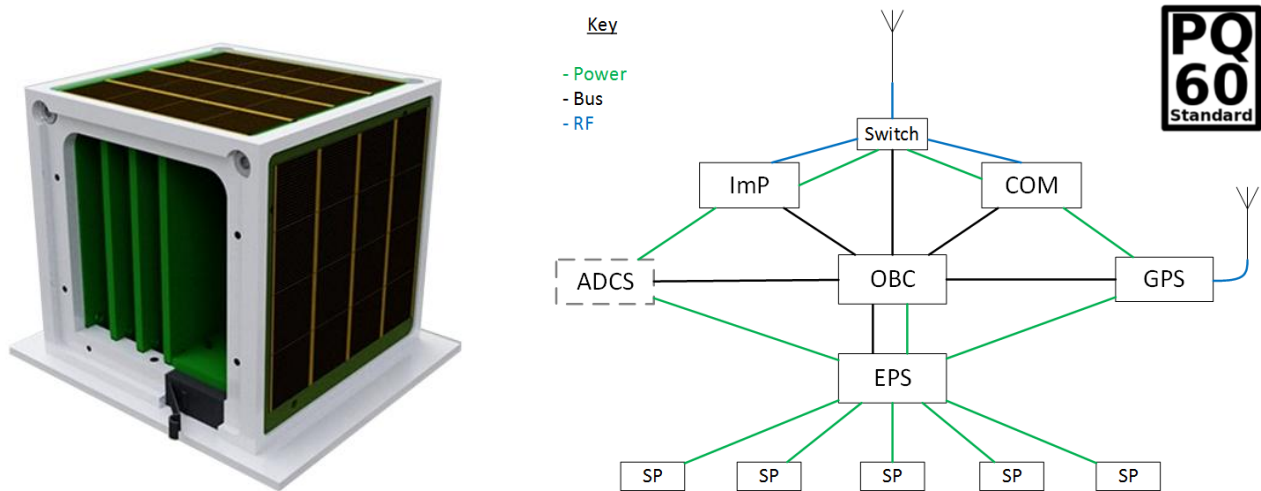 Key
- Power
- Bus
- RF
PQ
60
Standard
Switch
ImP
COM
ADCS
OBC
GPS
EPS
SP
SP
SP
SP
SP